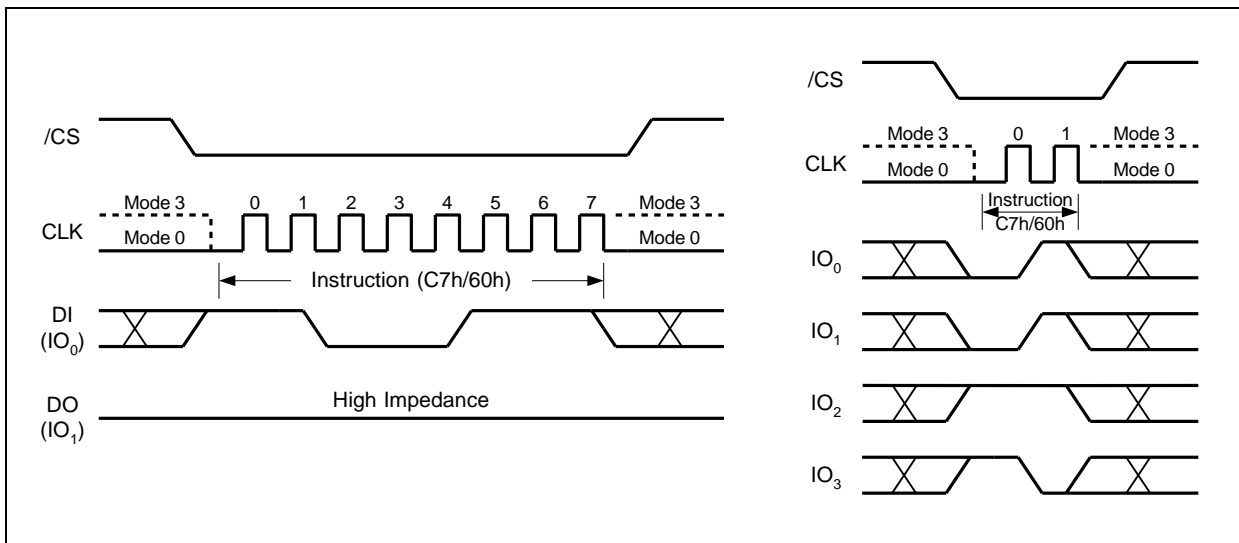 /CS
Mode 3
0 1 2 3 4 5 6 7
Mode 3
CLK
Mode 0
Mode 0
Instruction (C7h/60h)
DI
(IO0)
High Impedance
DO
(IO1)
/CS
Mode 3
0 1
Mode 3
CLK
Mode 0
Mode 0
Instruction
C7h/60h
IO0
IO1
IO2
IO3